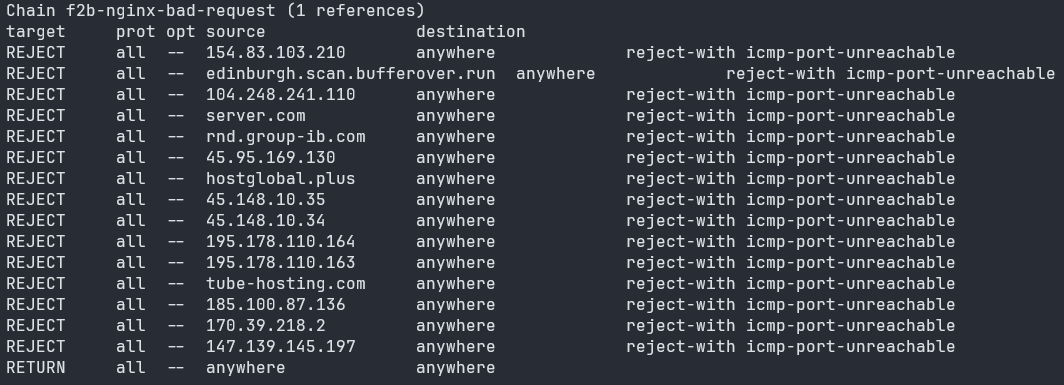 Chain f2b-nginx-bad-request (1 references)
target     prot opt source               destination
REJECT     all  --  154.83.103.210       anywhere             reject-with icmp-port-unreachable
REJECT     all  --  edinburgh.scan.bufferover.run  anywhere             reject-with icmp-port-unreachable
REJECT     all  --  104.248.241.110      anywhere             reject-with icmp-port-unreachable
REJECT     all  --  server.com           anywhere             reject-with icmp-port-unreachable
REJECT     all  --  rnd.group-ib.com     anywhere             reject-with icmp-port-unreachable
REJECT     all  --  45.95.169.130        anywhere             reject-with icmp-port-unreachable
REJECT     all  --  hostglobal.plus      anywhere             reject-with icmp-port-unreachable
REJECT     all  --  45.148.10.35         anywhere             reject-with icmp-port-unreachable
REJECT     all  --  45.148.10.34         anywhere             reject-with icmp-port-unreachable
REJECT     all  --  195.178.110.164      anywhere             reject-with icmp-port-unreachable
REJECT     all  --  195.178.110.163      anywhere             reject-with icmp-port-unreachable
REJECT     all  --  tube-hosting.com     anywhere             reject-with icmp-port-unreachable
REJECT     all  --  185.100.87.136       anywhere             reject-with icmp-port-unreachable
REJECT     all  --  170.39.218.2         anywhere             reject-with icmp-port-unreachable
REJECT     all  --  147.139.145.197      anywhere             reject-with icmp-port-unreachable
RETURN     all  --  anywhere             anywhere